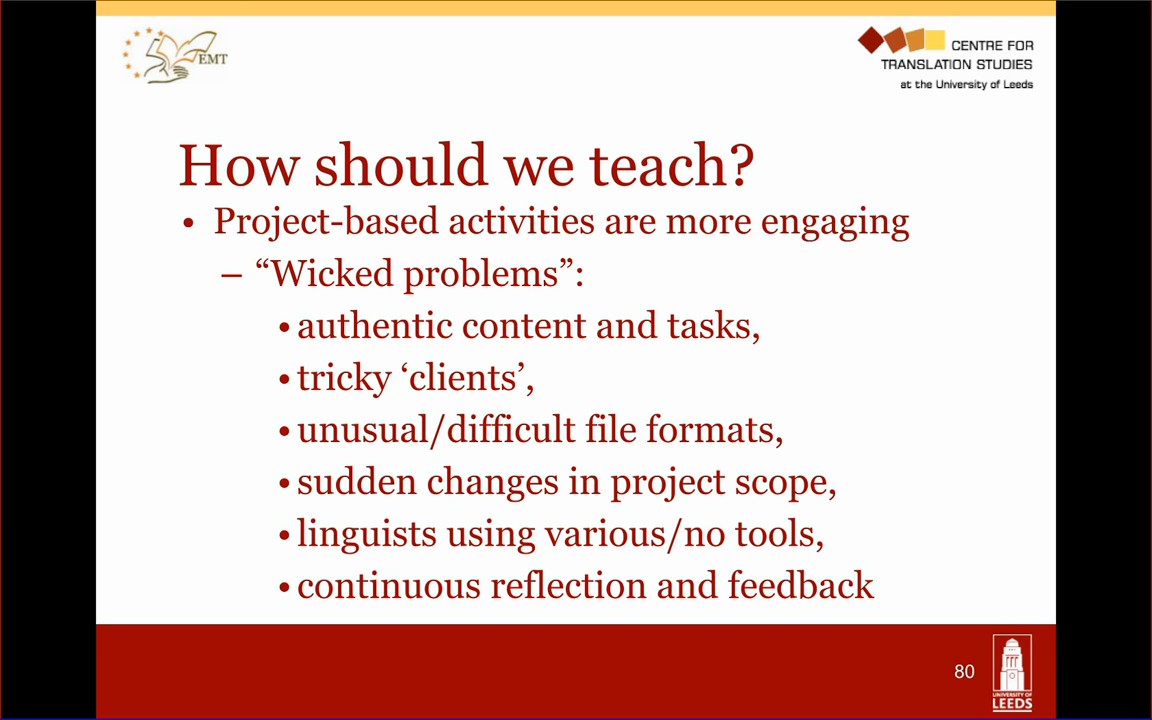 EMT
CENTRE FOR
TRANSLATION STUDIES
at the University of Leeds
How should we teach?
• Project-based activities are more engaging
– “Wicked problems”:
• authentic content and tasks,
• tricky ‘clients’,
• unusual/difficult file formats,
• sudden changes in project scope,
• linguists using various/no tools,
• continuous reflection and feedback
80
UNIVERSITY OF
LEEDS